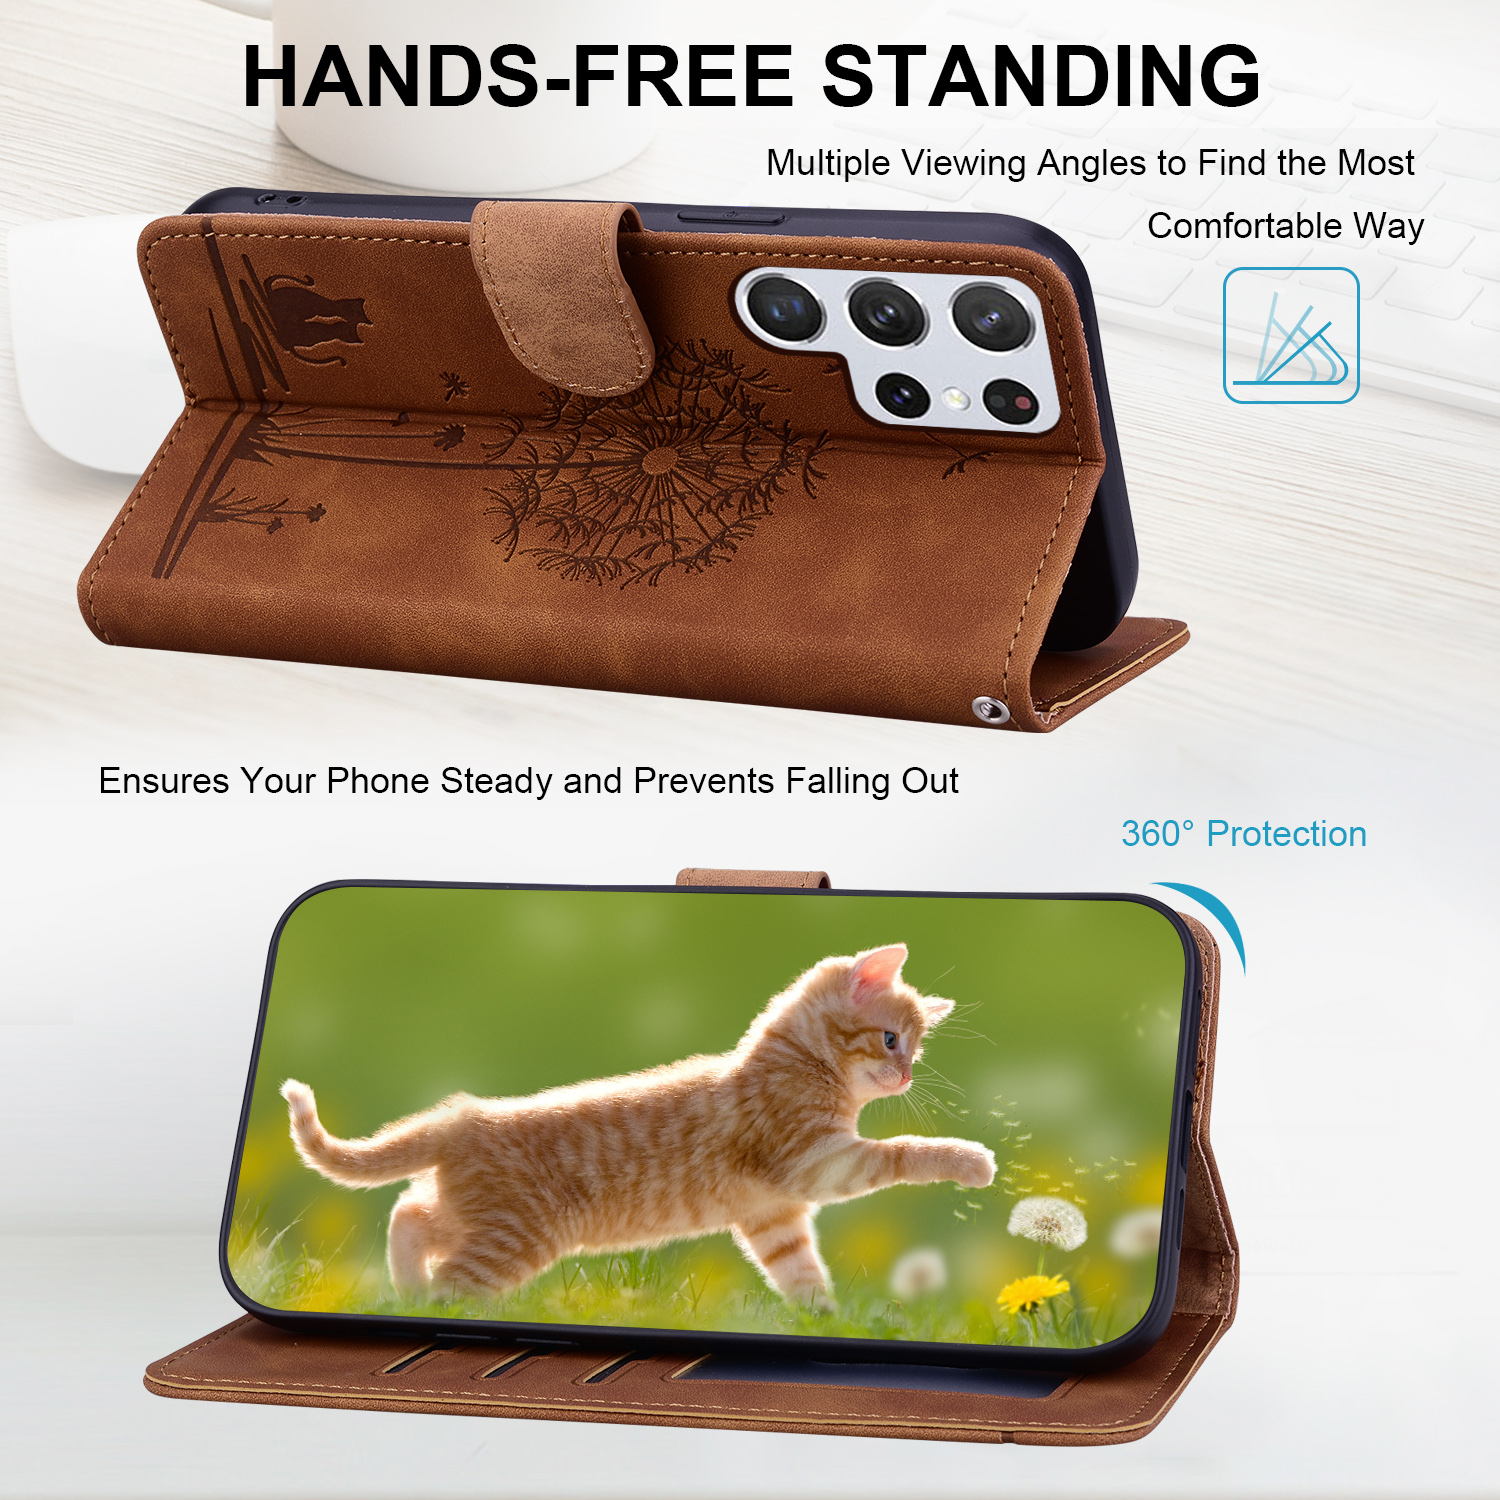 HANDS-FREE STANDING
Multiple Viewing Angles to Find the Most
Comfortable Way
Ensures Your Phone Steady and Prevents Falling Out
360° Protection